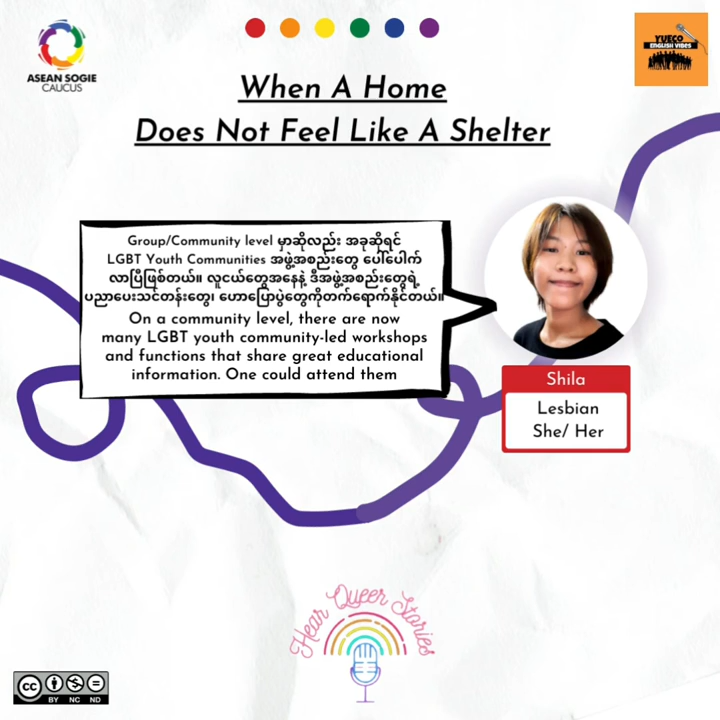 ASEAN SOGIE
CAUCUS
YUECO
ENGLISH VIBES
When A Home
Does Not Feel Like A Shelter
Group/Community level မှာဆိုလည်း အခုဆိုရင်
LGBT Youth Communities အဖွဲ့အစည်းတွေ ပေါ်ပေါက်
လာပြီဖြစ်တယ်။ လူငယ်တွေအနေနဲ့ ဒီအဖွဲ့အစည်းတွေရဲ့
ပညာပေးသင်တန်းတွေ၊ ဟောပြောပွဲတွေကိုတက်ရောက်နိုင်တယ်။
On a community level, there are now
many LGBT youth community-led workshops
and functions that share great educational
information. One could attend them
Shila
Lesbian
She/ Her
Hear Queer Stories
cc
BY NC ND